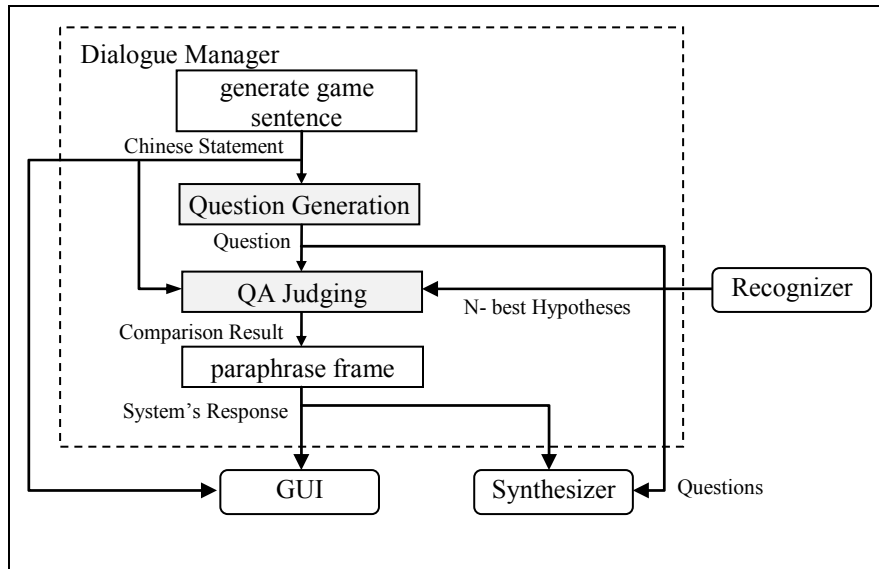 Dialogue Manager
generate game
sentence
Chinese Statement
Question Generation
Question
QA Judging
N- best Hypotheses
Recognizer
Comparison Result
paraphrase frame
System’s Response
GUI
Synthesizer
Questions